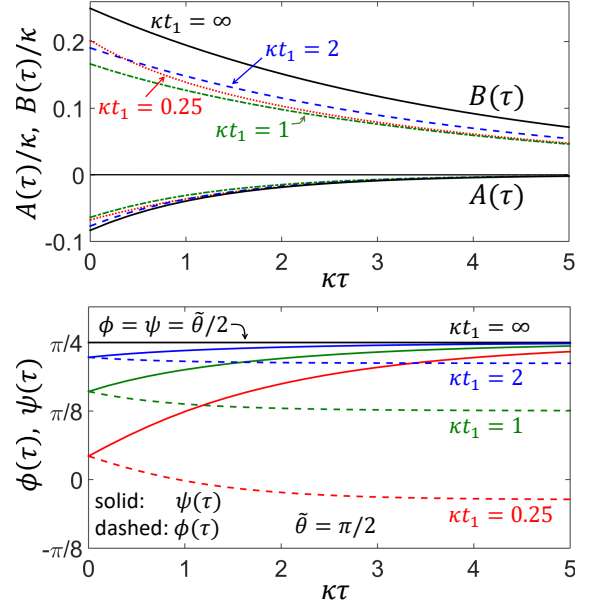 κt₁ = ∞
κt₁ = 2
κt₁ = 0.25
κt₁ = 1
B(τ)
A(τ)
A(τ)/κ, B(τ)/κ
0.2
0.1
0
-0.1
0 1 2 3 4 5
κτ
ϕ = ψ = θ̃/2
κt₁ = ∞
κt₁ = 2
κt₁ = 1
κt₁ = 0.25
ϕ(τ), ψ(τ)
π/4
π/8
0
-π/8
solid: ψ(τ)
dashed: ϕ(τ)
θ̃ = π/2
0 1 2 3 4 5
κτ